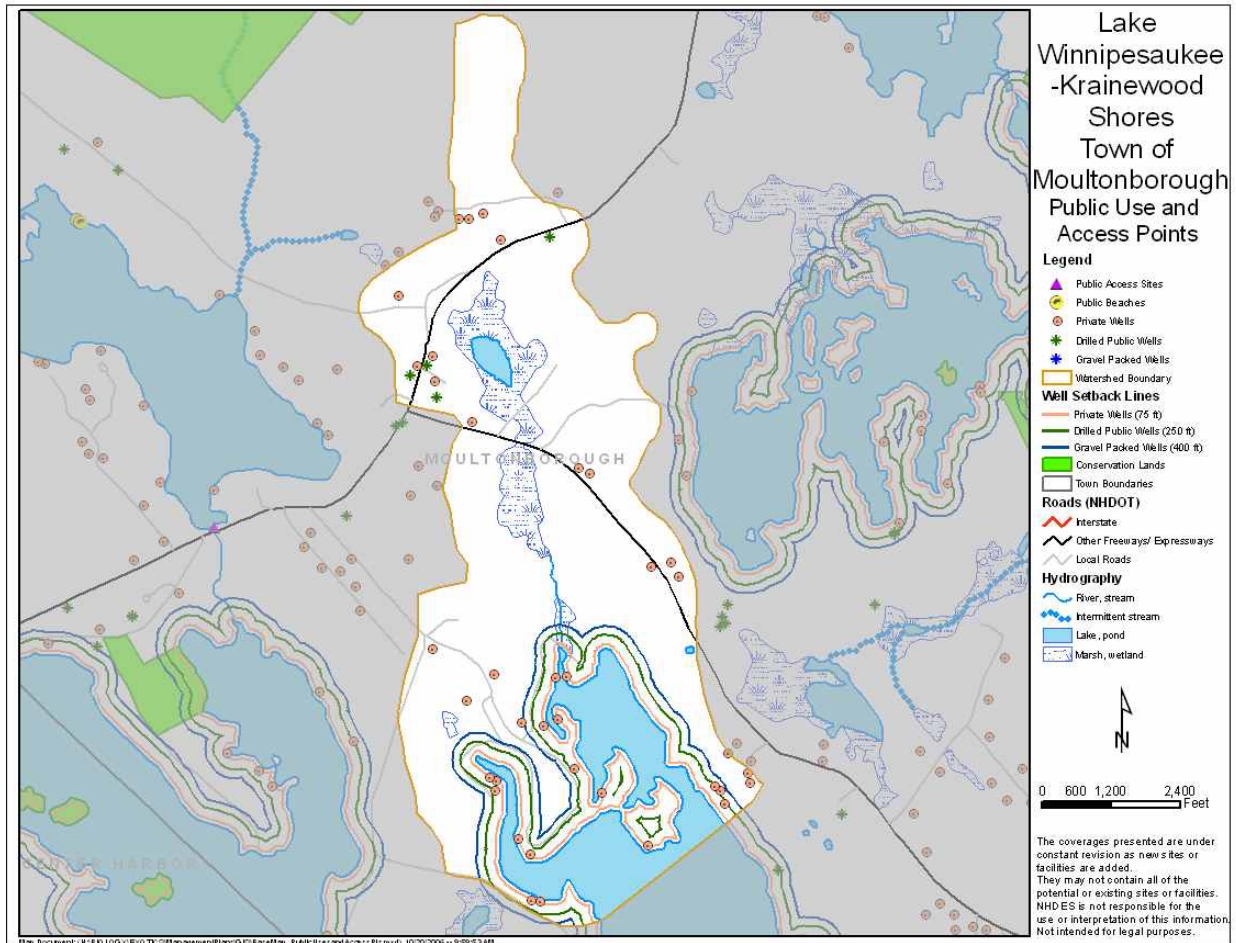 Lake
Winnipesaukee
-Krainewood
Shores
Town of
Moultonborough
Public Use and
Access Points
Legend
Public Access Sites
Public Beaches
Private Wells
Drilled Public Wells
Gravel Packed Wells
Watershed Boundary
Well Setback Lines
Private Wells (75 ft)
Drilled Public Wells (250 ft)
Gravel Packed Wells (400 ft)
Conservation Lands
Town Boundaries
Roads (NHDOT)
Interstate
Other Freeways/ Expressways
Local Roads
Hydrography
River, stream
Intermittent stream
Lake, pond
Marsh, wetland
N
0 600 1,200 2,400
Feet
The coverages presented are under
constant revision as new sites or
facilities are added.
They may not contain all of the
potential or existing sites or facilities.
NHDES is not responsible for the
use or interpretation of this information.
Not intended for legal purposes.
MOULTONBOROUGH
CENTER HARBOR